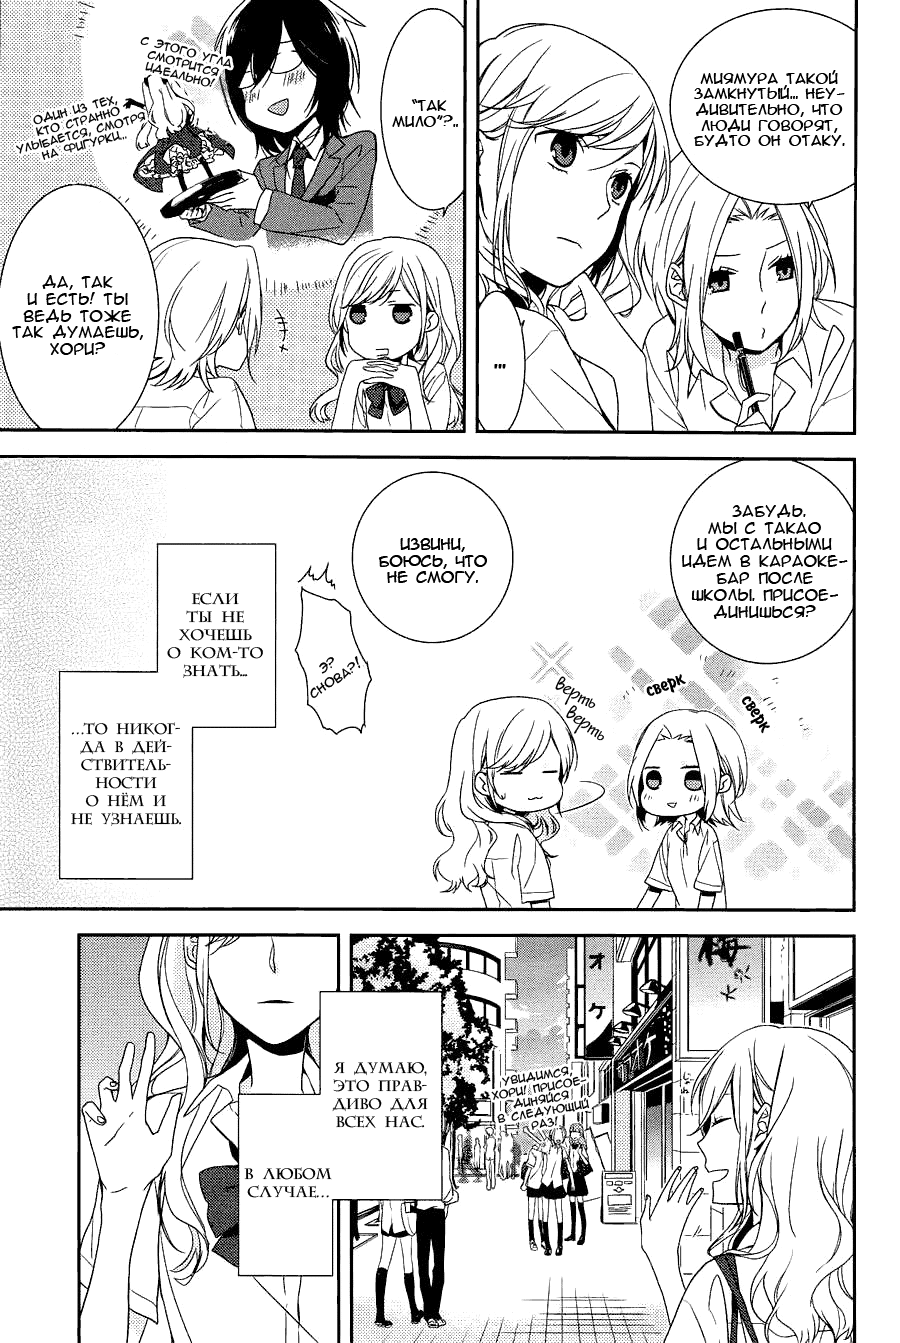 МИЯМУРА ТАКОЙ
ЗАМКНУТЫЙ... НЕУ-
ДИВИТЕЛЬНО, ЧТО
ЛЮДИ ГОВОРЯТ,
БУДТО ОН ОТАКУ.
...
"ТАК
МИЛО"?..
С ЭТОГО УГЛА
СМОТРИТСЯ
ИДЕАЛЬНО!
ОДИН ИЗ ТЕХ,
КТО СТРАННО
УЛЫБАЕТСЯ, СМОТРЯ
НА ФИГУРКИ...
ДА, ТАК
И ЕСТЬ! ТЫ
ВЕДЬ ТОЖЕ
ТАК ДУМАЕШЬ,
ХОРИ?
ЗАБУДЬ.
МЫ С ТАКАО
И ОСТАЛЬНЫМИ
ИДЕМ В КАРАОКЕ-
БАР ПОСЛЕ
ШКОЛЫ. ПРИСОЕ-
ДИНИШЬСЯ?
сверк
сверк
ИЗВИНИ,
БОЮСЬ, ЧТО
НЕ СМОГУ.
верть
верть
Э?
СНОВА?!
ЕСЛИ
ТЫ НЕ
ХОЧЕШЬ
О КОМ-ТО
ЗНАТЬ...
...ТО НИКОГ-
ДА В ДЕЙ-
СТВИТЕЛЬ-
НОСТИ
О НЁМ И
НЕ УЗНАЕШЬ.
オケ
梅
УВИДИМСЯ,
ХОРИ! ПРИСОЕ-
ДИНЯЙСЯ
В СЛЕДУЮЩИЙ
РАЗ!
Я ДУМАЮ,
ЭТО ПРАВ-
ДИВО ДЛЯ
ВСЕХ НАС.
В ЛЮБОМ
СЛУЧАЕ...